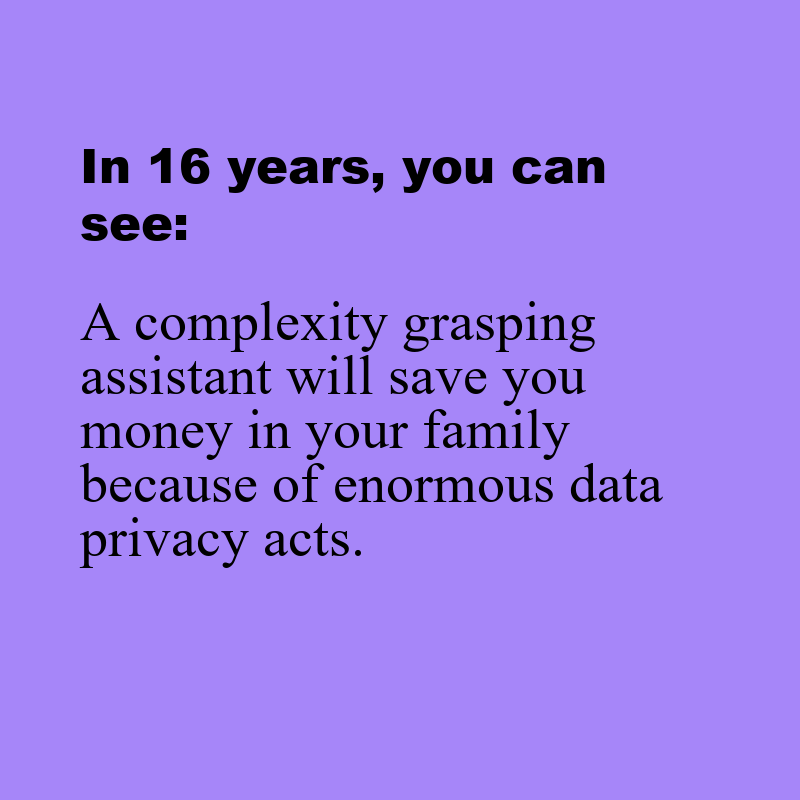 In 16 years, you can
see:
A complexity grasping
assistant will save you
money in your family
because of enormous data
privacy acts.